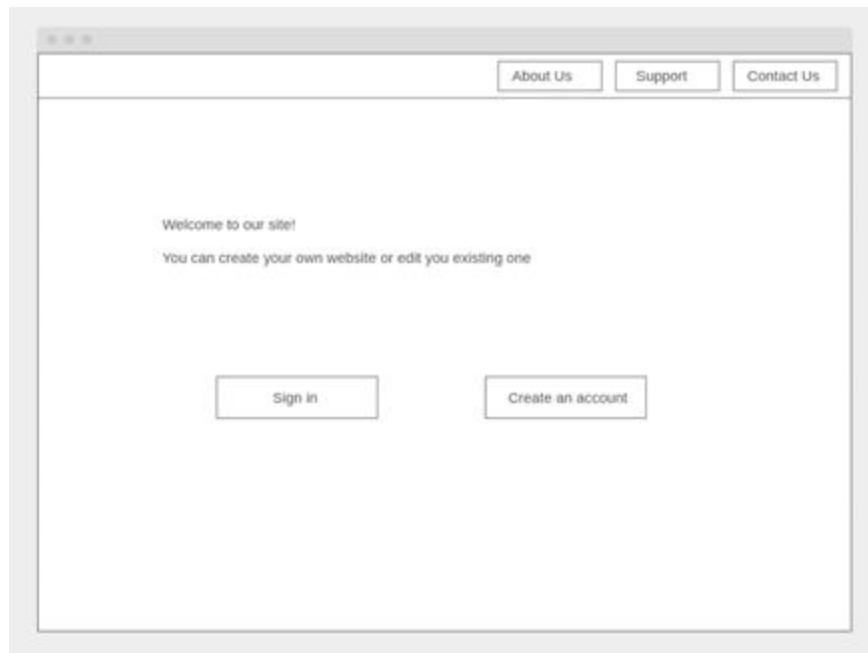 About Us Support Contact Us
Welcome to our site!
You can create your own website or edit you existing one
Sign in Create an account